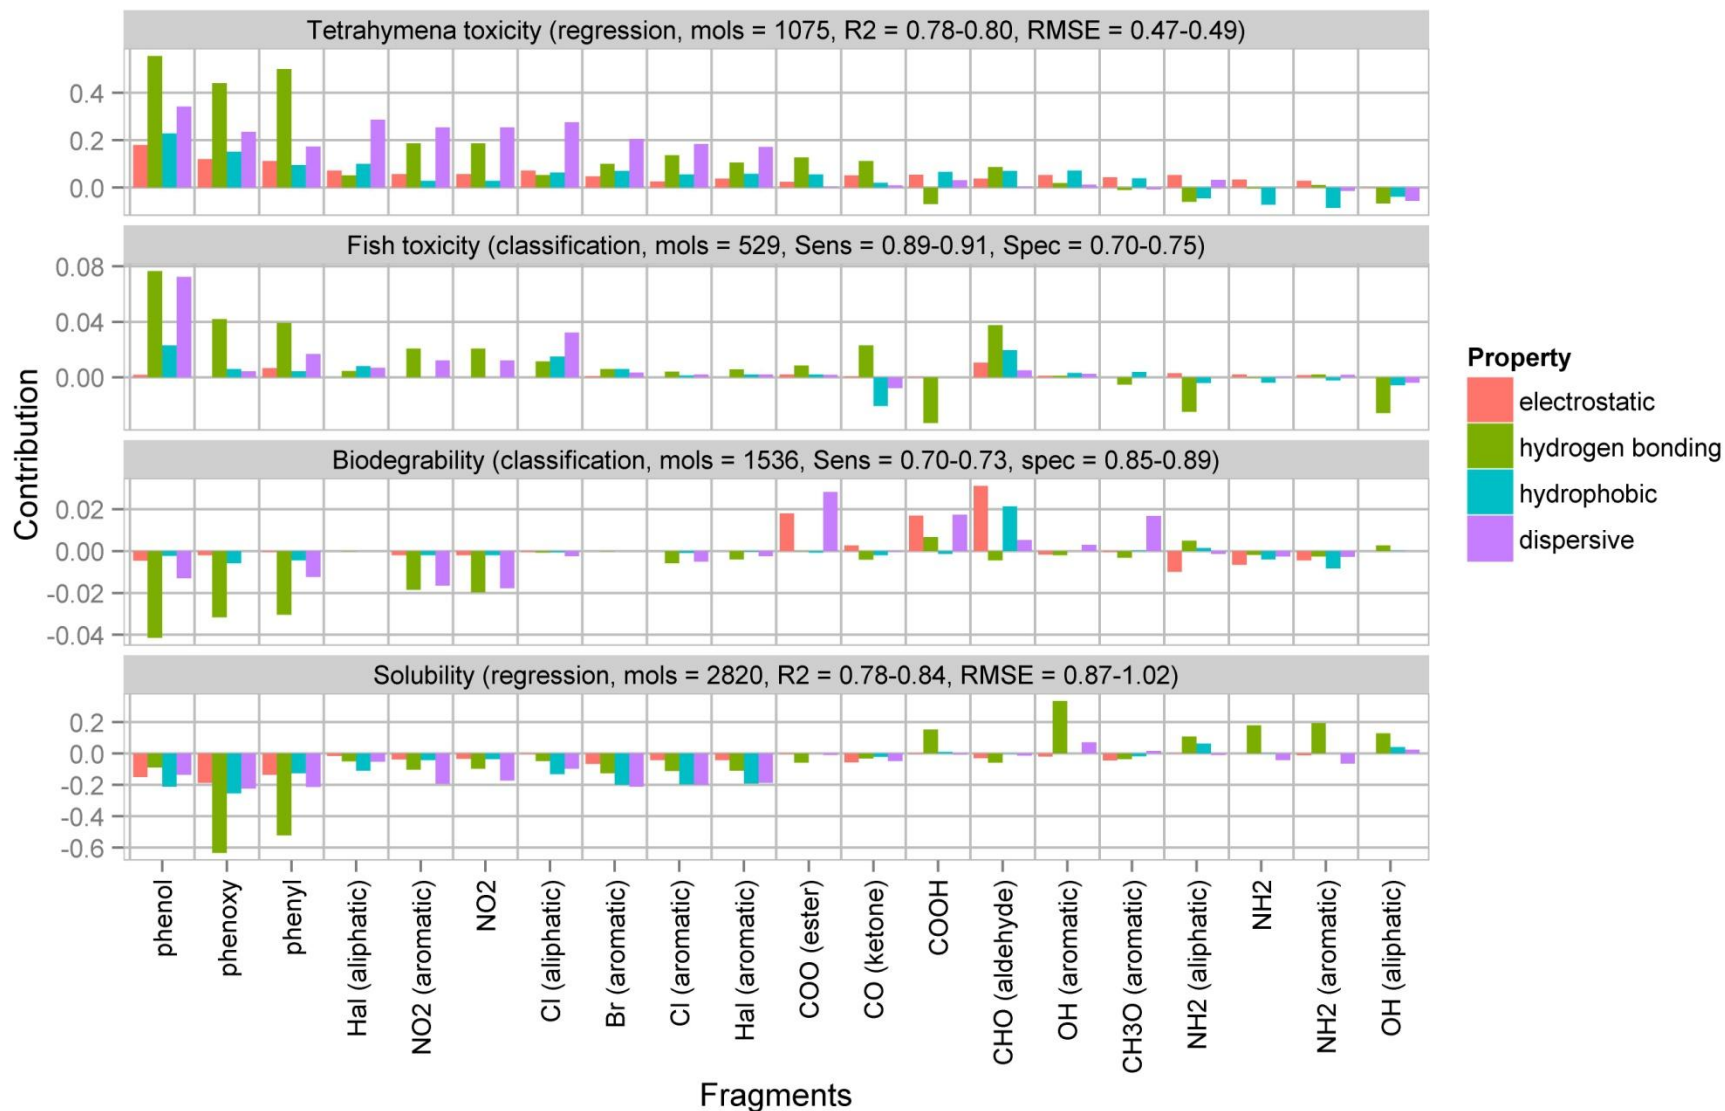 Tetrahymena toxicity (regression, mols = 1075, R2 = 0.78-0.80, RMSE = 0.47-0.49)
0.4
0.2
0.0
Fish toxicity (classification, mols = 529, Sens = 0.89-0.91, Spec = 0.70-0.75)
0.08
0.04
0.00
Biodegrability (classification, mols = 1536, Sens = 0.70-0.73, spec = 0.85-0.89)
0.02
0.00
-0.02
-0.04
Solubility (regression, mols = 2820, R2 = 0.78-0.84, RMSE = 0.87-1.02)
0.2
0.0
-0.2
-0.4
-0.6
Contribution
phenol
phenoxy
phenyl
Hal (aliphatic)
NO2 (aromatic)
NO2
Cl (aliphatic)
Br (aromatic)
Cl (aromatic)
Hal (aromatic)
COO (ester)
CO (ketone)
COOH
CHO (aldehyde)
OH (aromatic)
CH3O (aromatic)
NH2 (aliphatic)
NH2
NH2 (aromatic)
OH (aliphatic)
Fragments
Property
electrostatic
hydrogen bonding
hydrophobic
dispersive